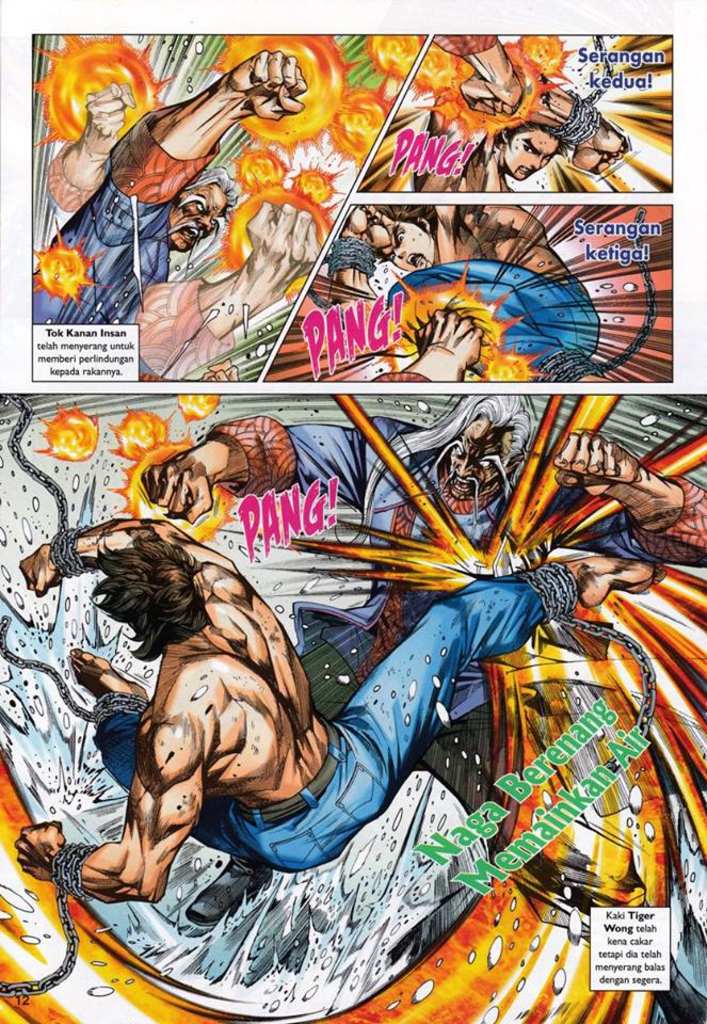 Tok Kanan Insan
telah menyerang untuk
memberi perlindungan
kepada rakannya.
Serangan
kedua!
PANG!
Serangan
ketiga!
PANG!
PANG!
Naga Berenang
Memainkan Air
Kaki Tiger
Wong telah
kena cakar
tetapi dia telah
menyerang balas
dengan segera.
12